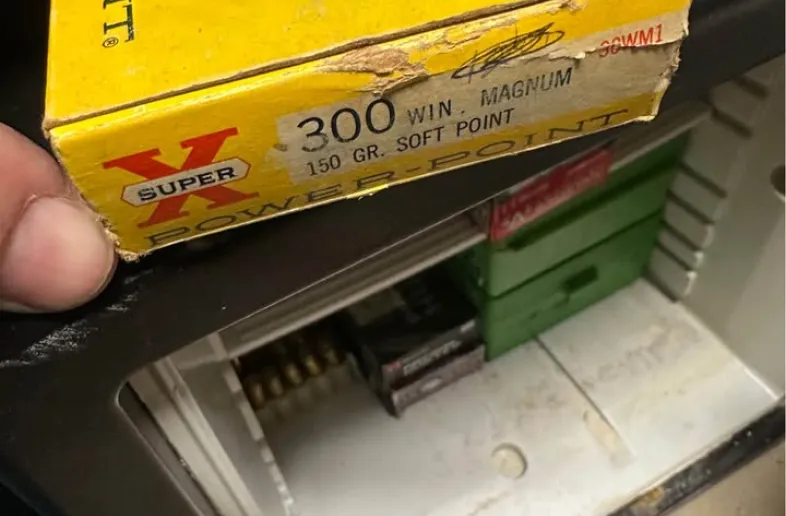 ®
30WM1
300 WIN. MAGNUM
150 GR. SOFT POINT
SUPER X
POWER-POINT